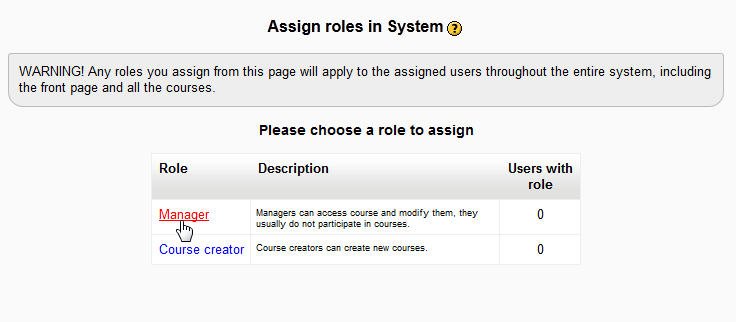 Assign roles in System ?
WARNING! Any roles you assign from this page will apply to the assigned users throughout the entire system, including
the front page and all the courses.
Please choose a role to assign
Role Description Users with
role
Manager Managers can access course and modify them, they
usually do not participate in courses. 0
Course creator Course creators can create new courses. 0